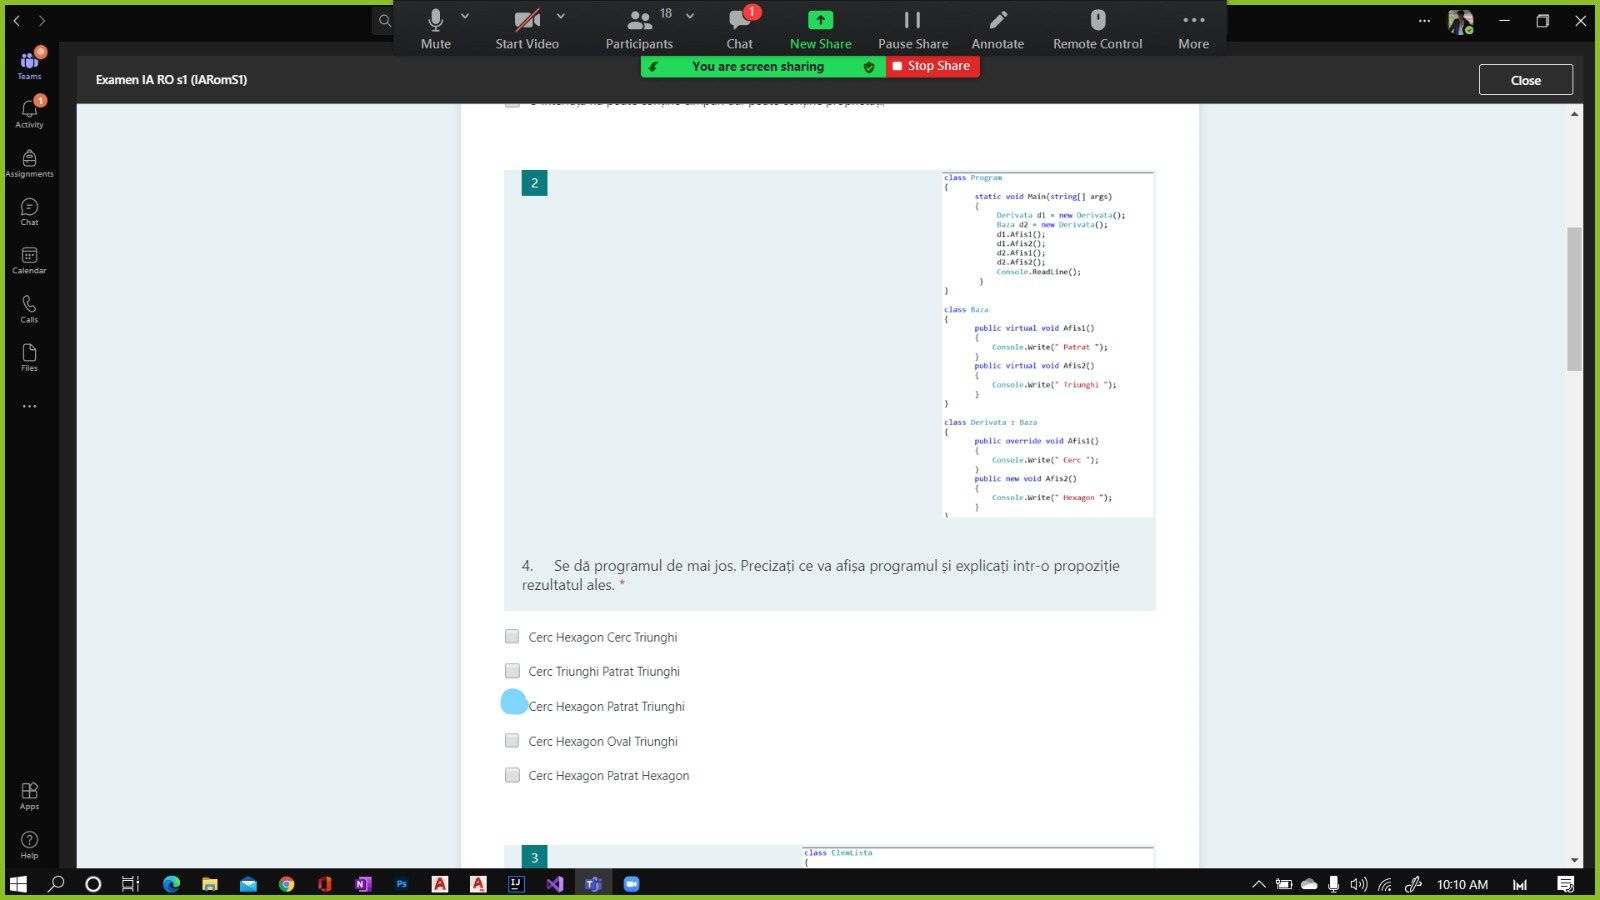 Mute
Start Video
Participants
18
Chat
1
New Share
Pause Share
Annotate
Remote Control
More
You are screen sharing
Stop Share
Examen IA RO s1 (IARomS1)
Close
Teams
Activity
1
Assignments
Chat
Calendar
Calls
Files
Apps
Help
2
class Program
{
static void Main(string[] args)
{
Derivata d1 = new Derivata();
Baza d2 = new Derivata();
d1.Afis1();
d1.Afis2();
d2.Afis1();
d2.Afis2();
Console.ReadLine();
}
}
class Baza
{
public virtual void Afis1()
{
Console.Write(" Patrat ");
}
public virtual void Afis2()
{
Console.Write(" Triunghi ");
}
}
class Derivata : Baza
{
public override void Afis1()
{
Console.Write(" Cerc ");
}
public new void Afis2()
{
Console.Write(" Hexagon ");
}
4. Se dă programul de mai jos. Precizați ce va afișa programul și explicați intr-o propoziție
rezultatul ales. *
Cerc Hexagon Cerc Triunghi
Cerc Triunghi Patrat Triunghi
Cerc Hexagon Patrat Triunghi
Cerc Hexagon Oval Triunghi
Cerc Hexagon Patrat Hexagon
3
class ElemLista
{
10:10 AM